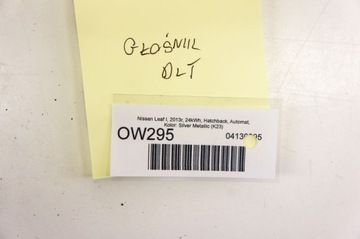 GŁOŚNIK
DLT
Nissan Leaf I, 2013r, 24kWh, Hatchback, Automat,
Kolor: Silver Metallic (K23)
OW295